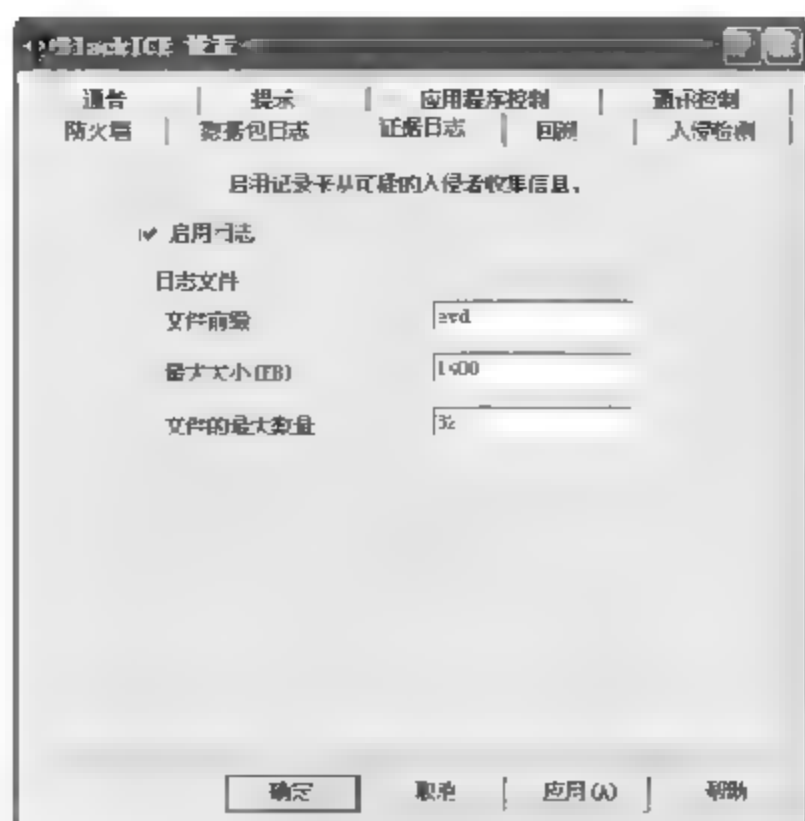 BlackICE 设置
通告 提示 应用程序控制 通讯控制
防火墙 数据包日志 证据日志 回溯 入侵检测
启用记录来从可疑的入侵者收集信息。
启用日志
日志文件
文件前缀 evd
最大大小(KB)
文件的最大数量 32
确定 取消 应用(A) 帮助